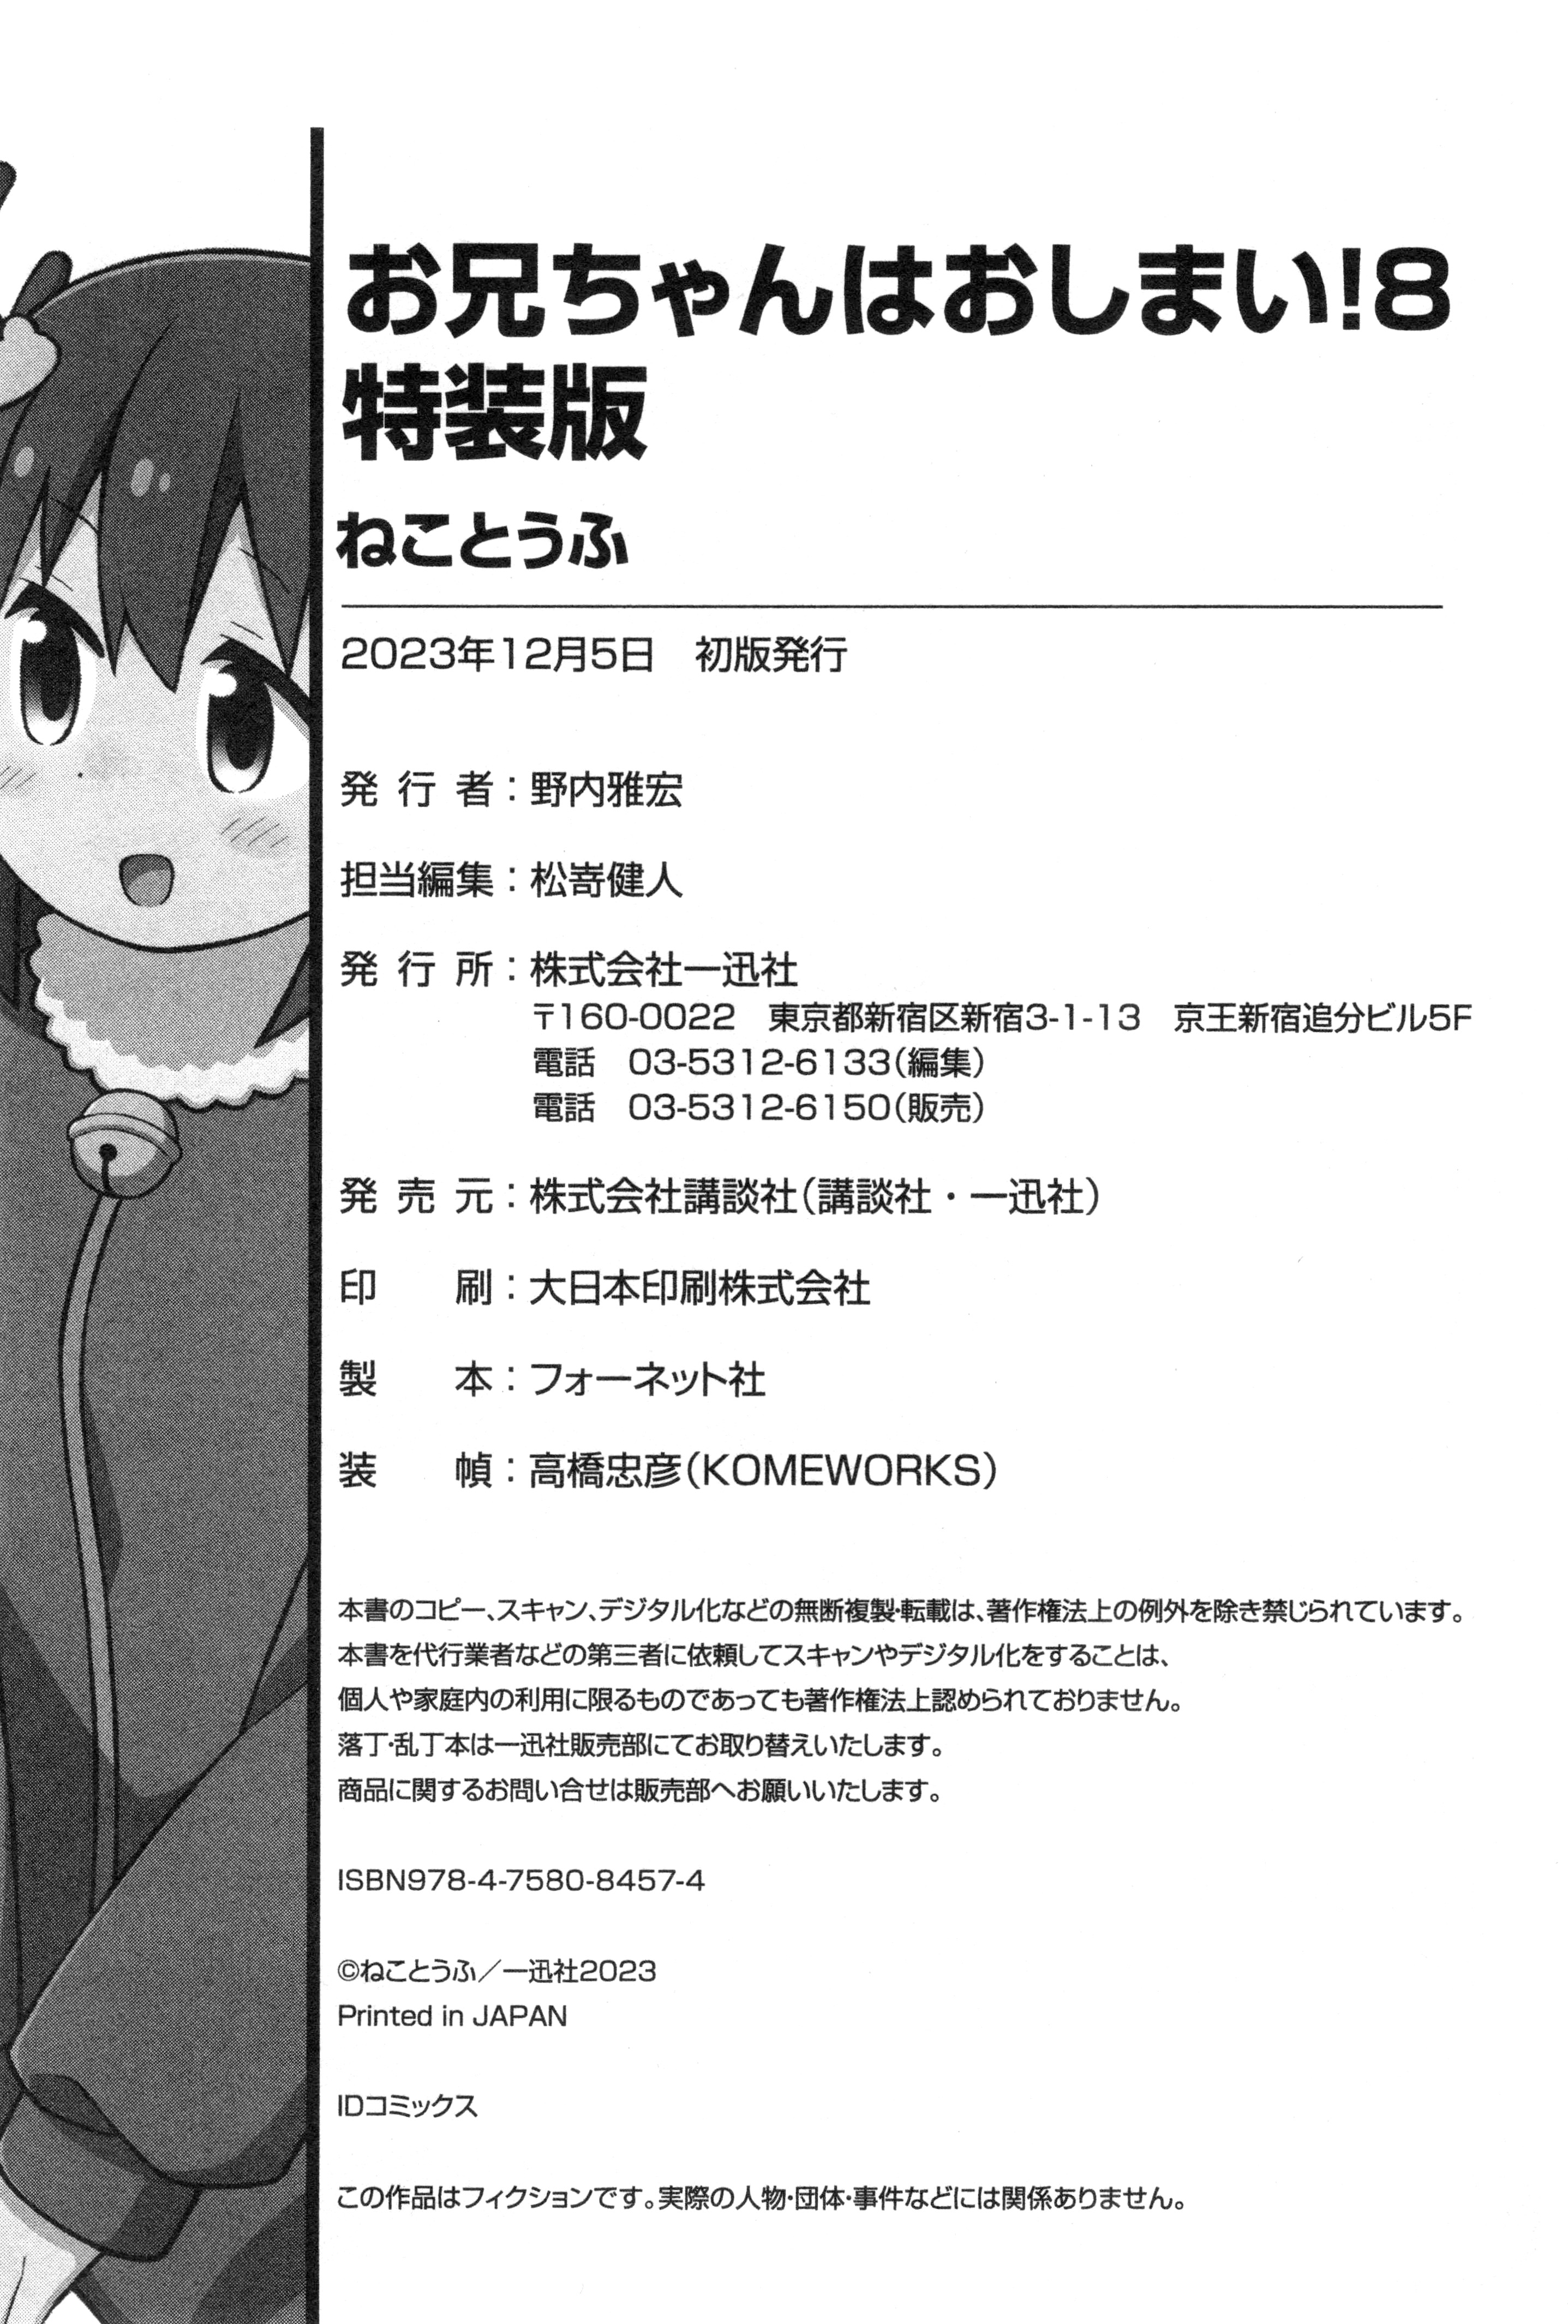 お兄ちゃんはおしまい!8
特装版
ねことうふ
2023年12月5日　初版発行
発行者：野内雅宏
担当編集：松嵜健人
発行所：株式会社一迅社
〒160-0022　東京都新宿区新宿3-1-13　京王新宿追分ビル5F
電話　03-5312-6133（編集）
電話　03-5312-6150（販売）
発売元：株式会社講談社（講談社・一迅社）
印刷：大日本印刷株式会社
製本：フォーネット社
装幀：高橋忠彦（KOMEWORKS）
本書のコピー、スキャン、デジタル化などの無断複製・転載は、著作権法上の例外を除き禁じられています。
本書を代行業者などの第三者に依頼してスキャンやデジタル化をすることは、
個人や家庭内の利用に限るものであっても著作権法上認められておりません。
落丁・乱丁本は一迅社販売部にてお取り替えいたします。
商品に関するお問い合せは販売部へお願いいたします。
ISBN978-4-7580-8457-4
©ねことうふ／一迅社2023
Printed in JAPAN
IDコミックス
この作品はフィクションです。実際の人物・団体・事件などには関係ありません。